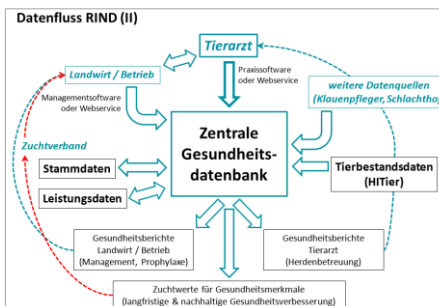 Datenfluss RIND (II)
Tierarzt
Landwirt / Betrieb
Praxissoftware
oder Webservice
Managementsoftware
oder Webservice
weitere Datenquellen
(Klauenpfleger, Schlachthof)
Zuchtverband
Zentrale
Gesundheits-
datenbank
Stammdaten
Leistungsdaten
Tierbestandsdaten
(HITier)
Gesundheitsberichte
Landwirt / Betrieb
(Management, Prophylaxe)
Gesundheitsberichte
Tierarzt
(Herdenbetreuung)
Zuchtwerte für Gesundheitsmerkmale
(langfristige & nachhaltige Gesundheitsverbesserung)